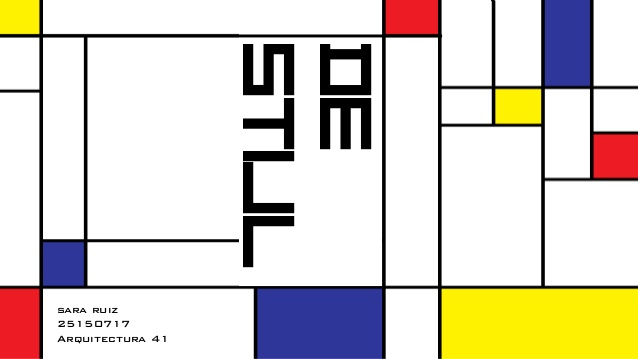 DE
STIJL
SARA RUIZ
25150717
ARQUITECTURA 41